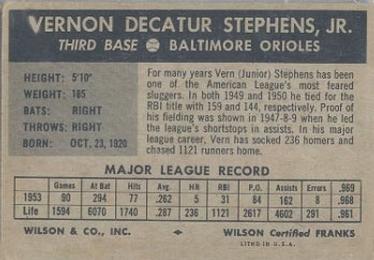 VERNON DECATUR STEPHENS, JR.
THIRD BASE BALTIMORE ORIOLES
HEIGHT: 5'10"
WEIGHT: 185
BATS: RIGHT
THROWS: RIGHT
BORN: OCT. 23, 1920
For many years Vern (Junior) Stephens has been
one of the American League's most feared
sluggers. In both 1949 and 1950 he tied for the
RBI title with 159 and 144, respectively. Proof of
his fielding was shown in 1947-8-9 when he led
the league's shortstops in assists. In his major
league career, Vern has socked 236 homers and
chased 1121 runners home.
MAJOR LEAGUE RECORD
Games At Bat Hits Avg. HR RBI P.O. Assists Errors .969
1953 90 294 77 .262 5 31 84 162 8 .968
Life 1594 6070 1740 .287 236 1121 2617 4602 291 .961
WILSON & CO., INC. WILSON Certified FRANKS
LITHO IN U.S.A.